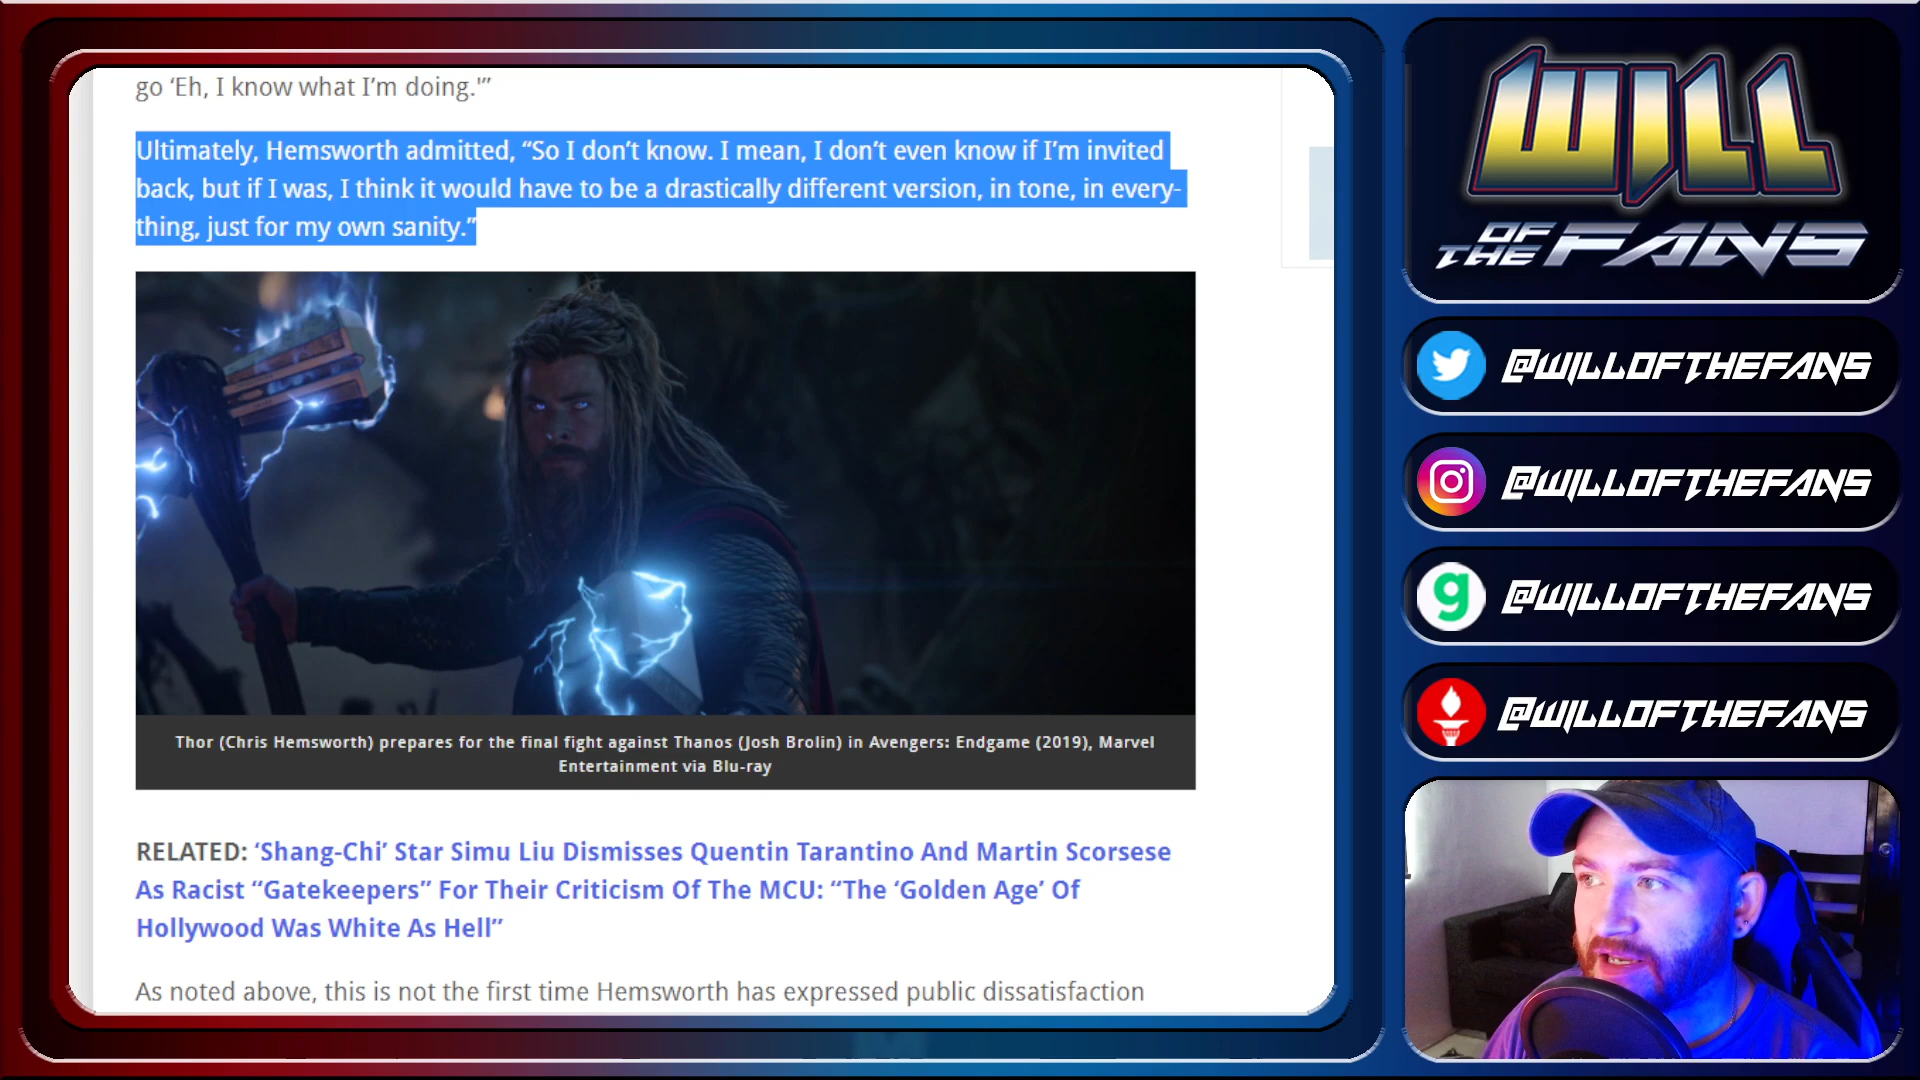 go ‘Eh, I know what I’m doing.'”
Ultimately, Hemsworth admitted, “So I don’t know. I mean, I don’t even know if I’m invited
back, but if I was, I think it would have to be a drastically different version, in tone, in every-
thing, just for my own sanity.”
Thor (Chris Hemsworth) prepares for the final fight against Thanos (Josh Brolin) in Avengers: Endgame (2019), Marvel
Entertainment via Blu-ray
RELATED: ‘Shang-Chi’ Star Simu Liu Dismisses Quentin Tarantino And Martin Scorsese
As Racist “Gatekeepers” For Their Criticism Of The MCU: “The ‘Golden Age’ Of
Hollywood Was White As Hell”
As noted above, this is not the first time Hemsworth has expressed public dissatisfaction
WILL
OF
THE FANS
@WILLOFTHEFANS
@WILLOFTHEFANS
g @WILLOFTHEFANS
@WILLOFTHEFANS